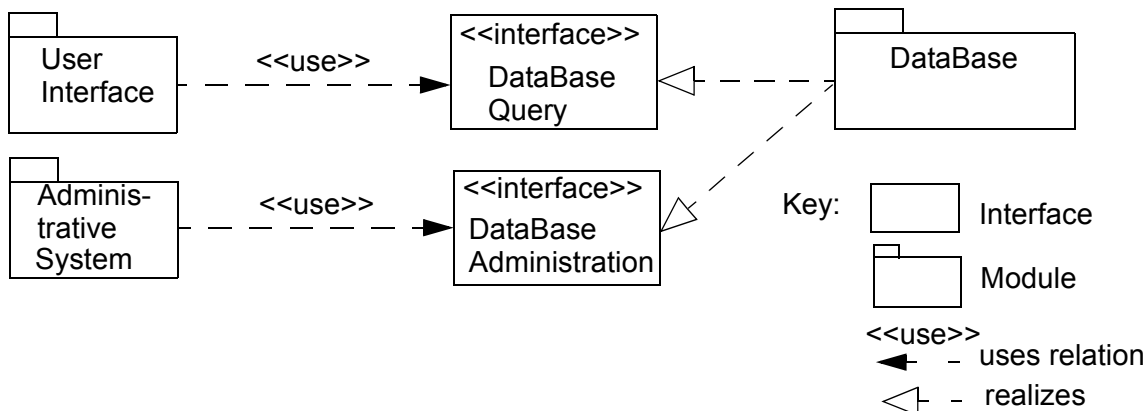 User
Interface
<<use>>
<<interface>>
DataBase
Query
DataBase
Adminis-
trative
System
<<use>>
<<interface>>
DataBase
Administration
Key:
Interface
Module
<<use>>
uses relation
realizes